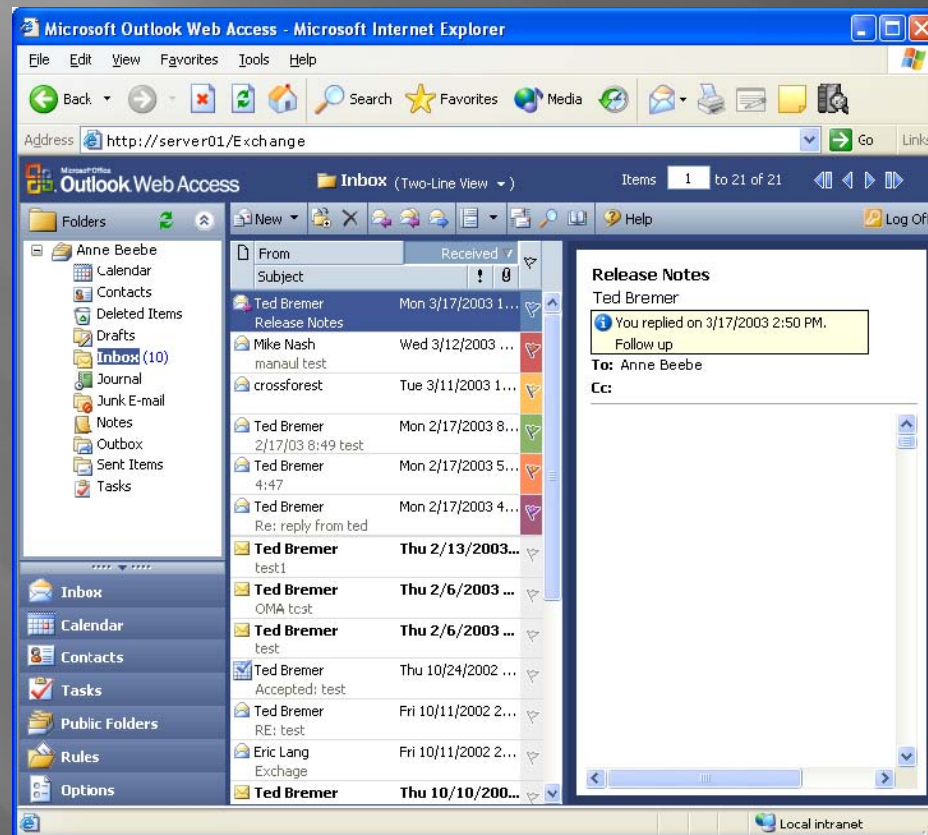 Microsoft Outlook Web Access - Microsoft Internet Explorer
File Edit View Favorites Tools Help
Back Search Favorites Media
Address http://server01/Exchange Go Links
Microsoft Office
Outlook Web Access Inbox (Two-Line View ) Items 1 to 21 of 21
Folders New Help Log Off
Anne Beebe
Calendar
Contacts
Deleted Items
Drafts
Inbox (10)
Journal
Junk E-mail
Notes
Outbox
Sent Items
Tasks
Inbox
Calendar
Contacts
Tasks
Public Folders
Rules
Options
From Received
Subject
Ted Bremer Mon 3/17/2003 1...
Release Notes
Mike Nash Wed 3/12/2003 ...
manaul test
crossforest Tue 3/11/2003 1...
Ted Bremer Mon 2/17/2003 8...
2/17/03 8:49 test
Ted Bremer Mon 2/17/2003 5...
4:47
Ted Bremer Mon 2/17/2003 4...
Re: reply from ted
Ted Bremer Thu 2/13/2003...
test1
Ted Bremer Thu 2/6/2003 ...
OMA test
Ted Bremer Thu 2/6/2003 ...
test
Ted Bremer Thu 10/24/2002 ...
Accepted: test
Ted Bremer Fri 10/11/2002 2...
RE: test
Eric Lang Fri 10/11/2002 2...
Exchage
Ted Bremer Thu 10/10/200...
Release Notes
Ted Bremer
You replied on 3/17/2003 2:50 PM.
Follow up
To: Anne Beebe
Cc:
Local intranet